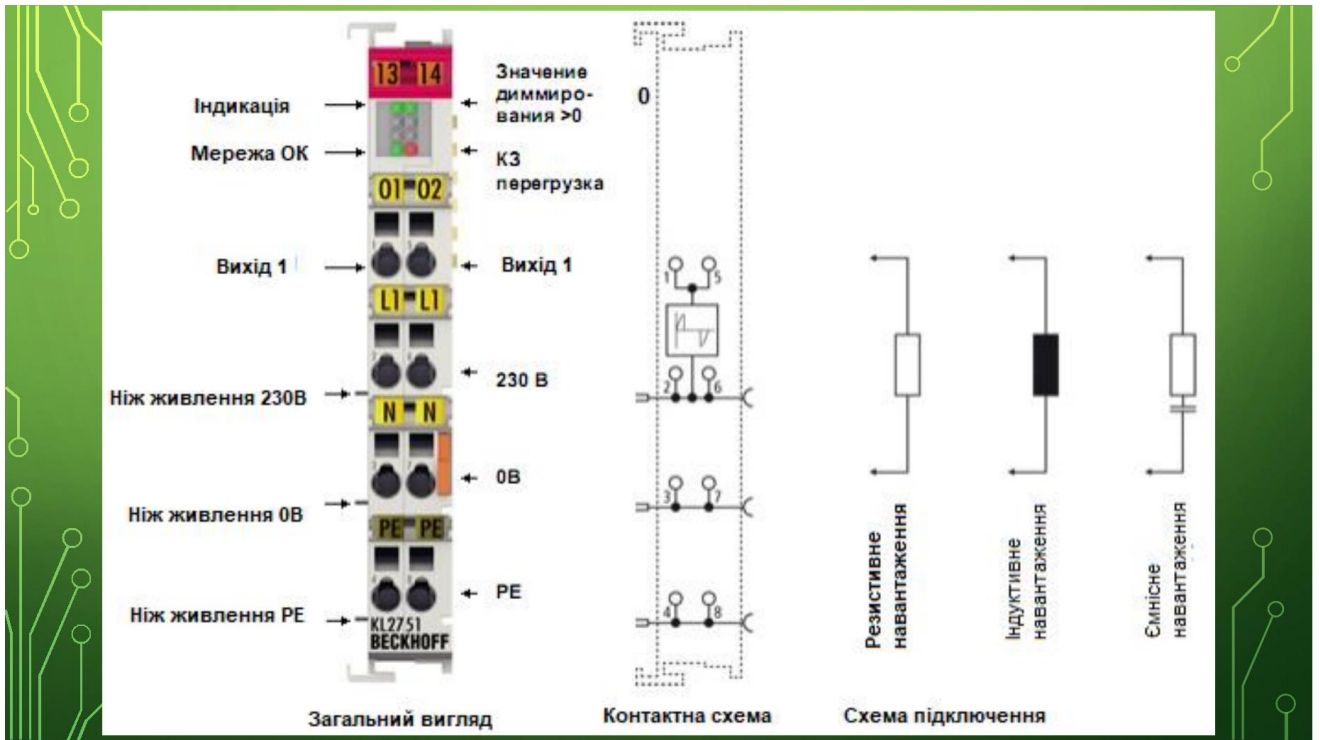 13 14
Індикація
Значение
диммиро-
вания >0
0
Мережа ОК
КЗ
перегрузка
O1 O2
Вихід 1
Вихід 1
L1 L1
1
5
230 В
Ніж живлення 230В
2
6
N N
0В
Ніж живлення 0В
3
7
PE PE
PE
Ніж живлення PE
4
8
KL2751
BECKHOFF
Резистивне
навантаження
Індуктивне
навантаження
Ємнісне
навантаження
Загальний вигляд
Контактна схема
Схема підключення